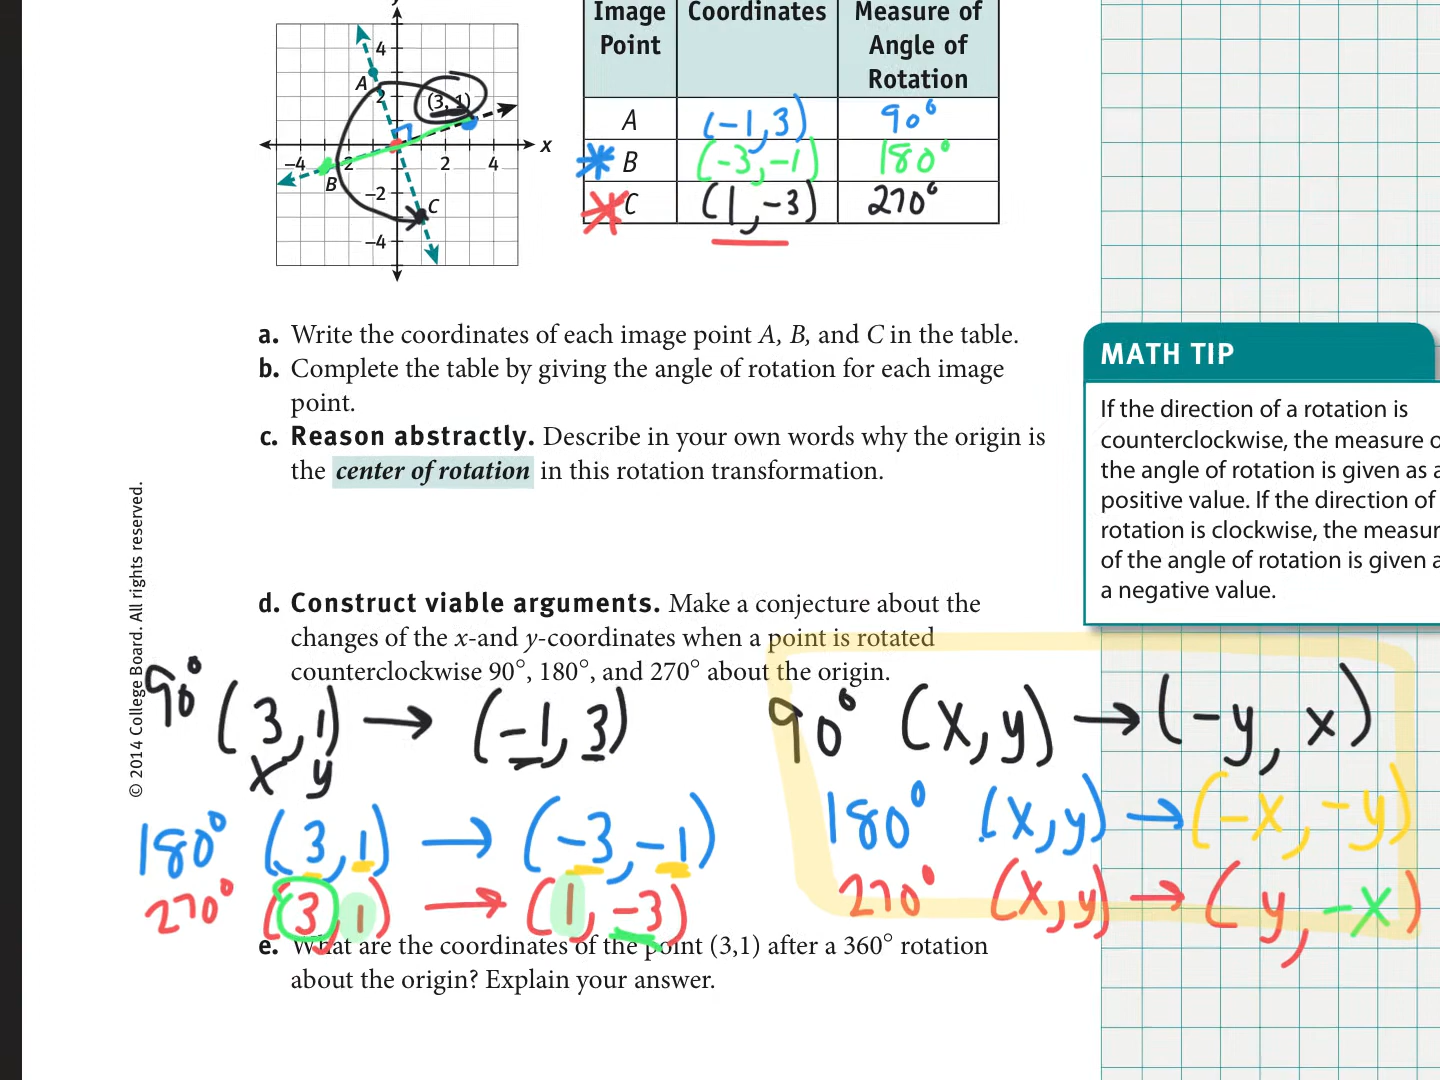 y
4
A
2
(3, 1)
x
−4
2
2
4
B
−2
C
−4
Image Point
Coordinates
Measure of Angle of Rotation
A (-1,3) 90°
B (-3,-1) 180°
C (1,-3) 270°
a. Write the coordinates of each image point A, B, and C in the table.
b. Complete the table by giving the angle of rotation for each image
point.
c. Reason abstractly. Describe in your own words why the origin is
the center of rotation in this rotation transformation.
MATH TIP
If the direction of a rotation is
counterclockwise, the measure o
the angle of rotation is given as a
positive value. If the direction of
rotation is clockwise, the measur
of the angle of rotation is given a
a negative value.
© 2014 College Board. All rights reserved.
d. Construct viable arguments. Make a conjecture about the
changes of the x-and y-coordinates when a point is rotated
counterclockwise 90°, 180°, and 270° about the origin.
90° (3,1) → (-1,3)
x y
180° (3,1) → (-3,-1)
270° (3,1) → (1,-3)
90° (x,y) → (-y, x)
180° (x,y) → (-x,-y)
270° (x,y) → (y,-x)
e. What are the coordinates of the point (3,1) after a 360° rotation
about the origin? Explain your answer.